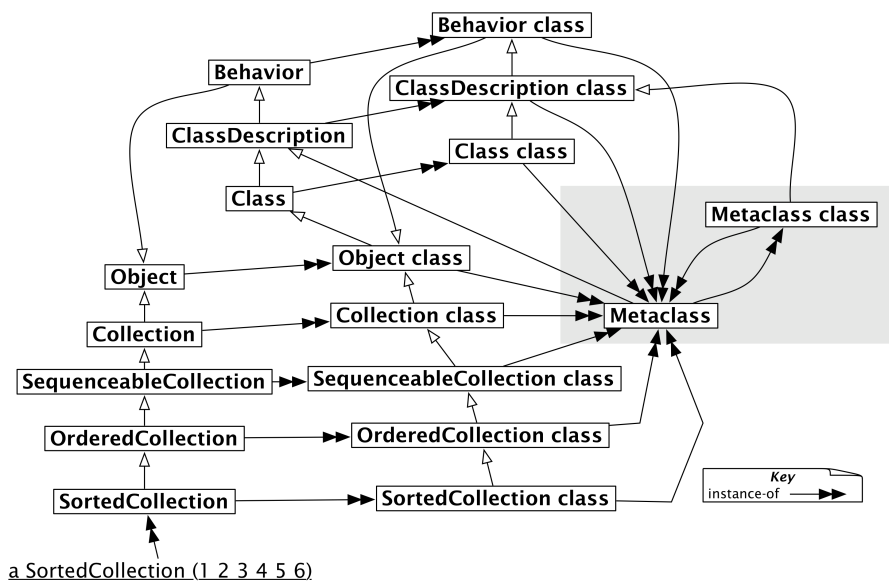 Behavior class
Behavior
ClassDescription class
ClassDescription
Class class
Class
Metaclass class
Object class
Object
Collection class
Metaclass
Collection
SequenceableCollection class
SequenceableCollection
OrderedCollection class
OrderedCollection
SortedCollection class
SortedCollection
Key
instance-of
a SortedCollection (1 2 3 4 5 6)